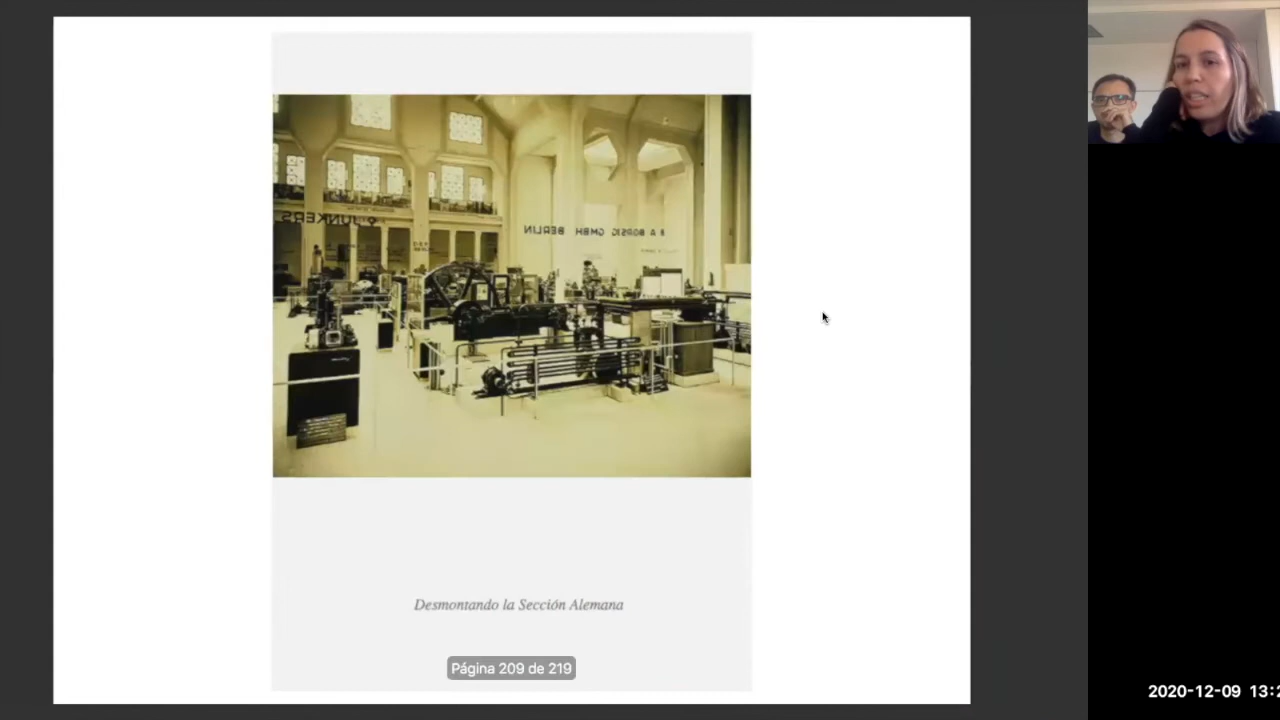 JUNKERS
B A BORSIG GMBH BERLIN
Desmontando la Sección Alemana
Página 209 de 219
2020-12-09 13:2